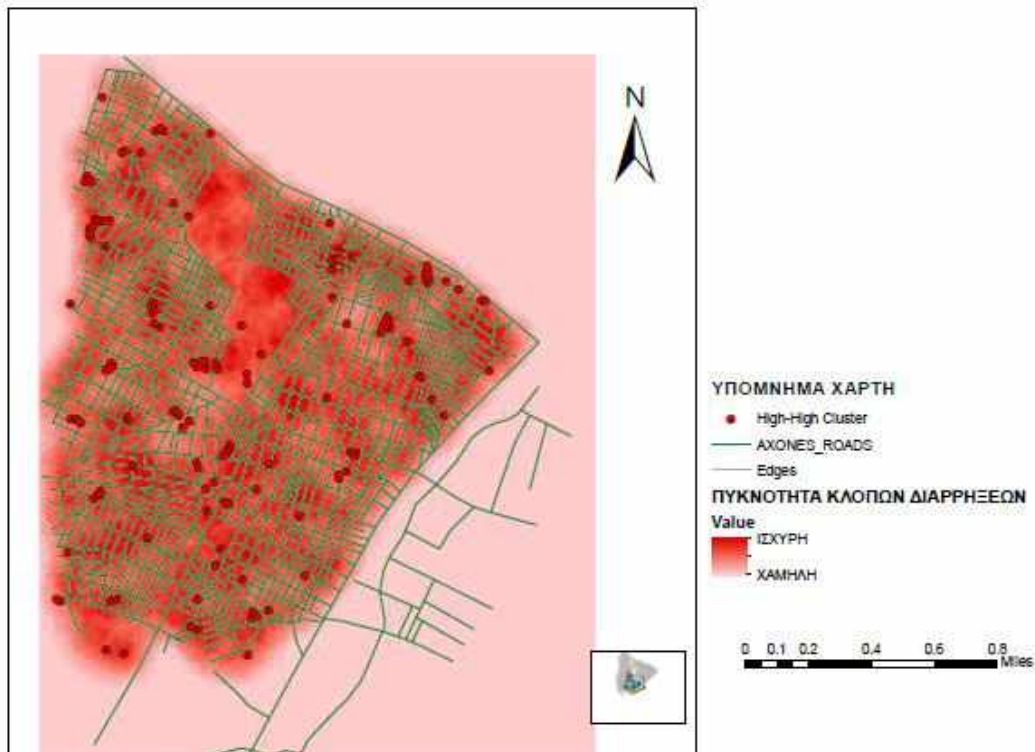 N
ΥΠΟΜΝΗΜΑ ΧΑΡΤΗ
High-High Cluster
AXONES_ROADS
Edges
ΠΥΚΝΟΤΗΤΑ ΚΛΟΠΩΝ ΔΙΑΡΡΗΞΕΩΝ
Value
ΙΣΧΥΡΗ
ΧΑΜΗΛΗ
0 0.1 0.2 0.4 0.6 0.8
Miles